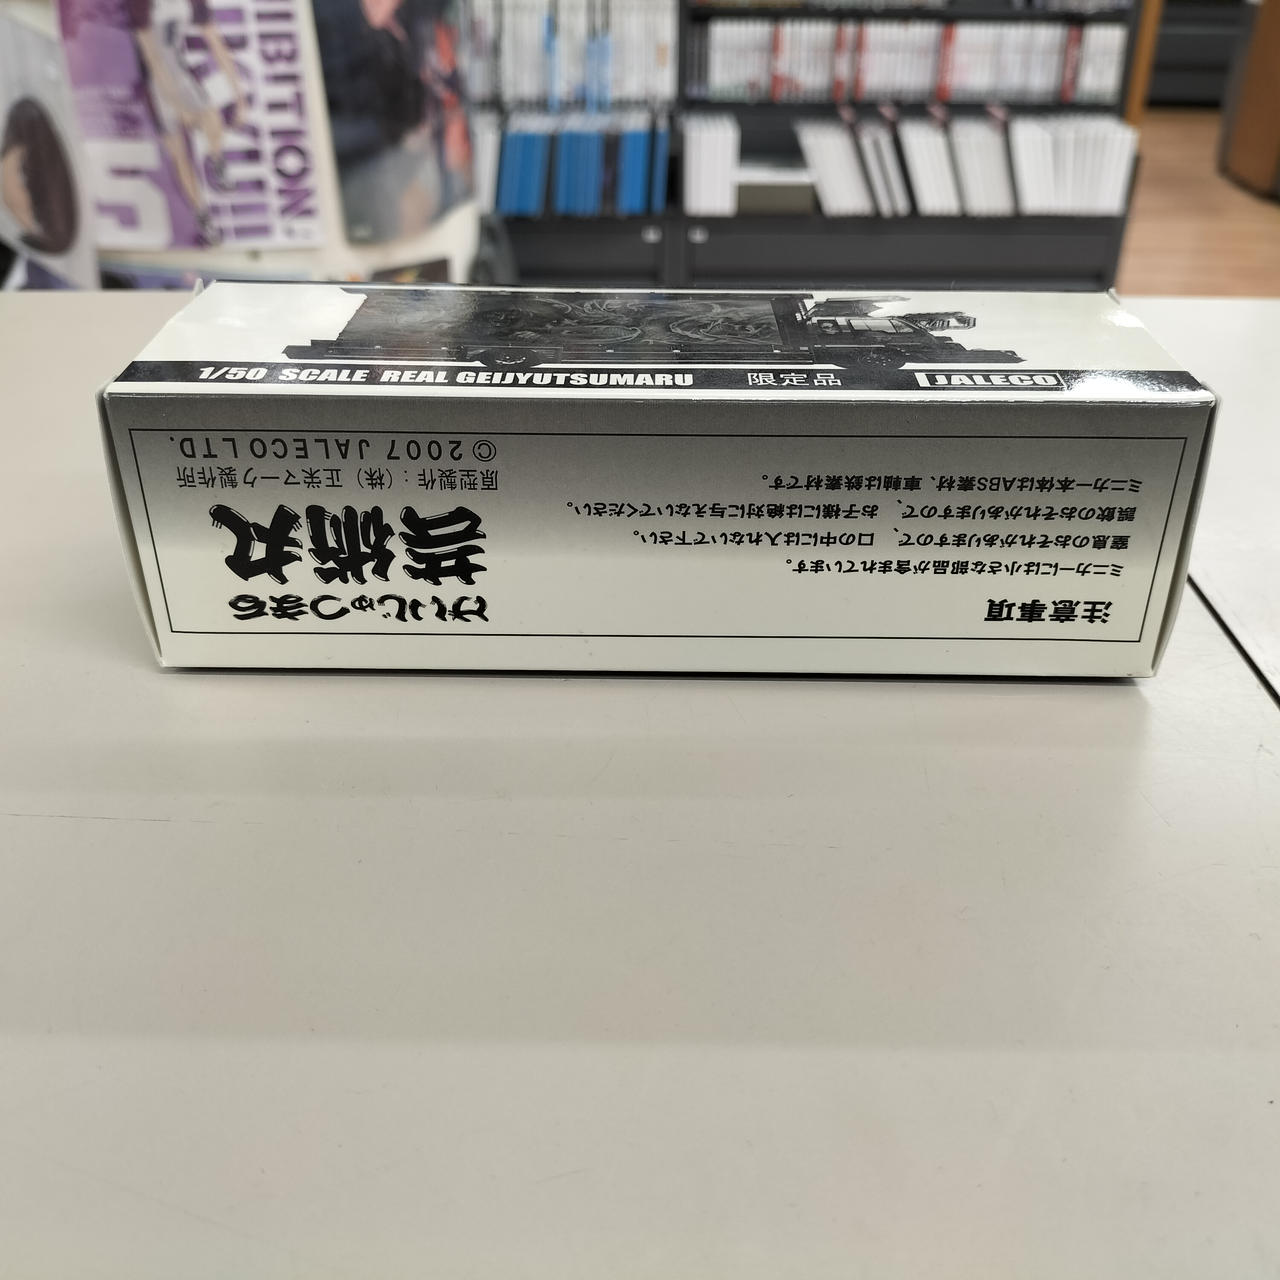 1/50 SCALE REAL GEIJYUTSUMARU 限定品 JALECO
注意事項
ミニカーには小さな部品が含まれています。
窒息のおそれがありますので、 口の中には入れないで下さい。
誤飲のおそれがありますので、 お子様には絶対に与えないでください。
ミニカー本体はABS素材、車軸は鉄素材です。
げいじゅつまる
芸術丸
原型製作：（株）正栄マーク製作所
©2007 JALECO LTD.